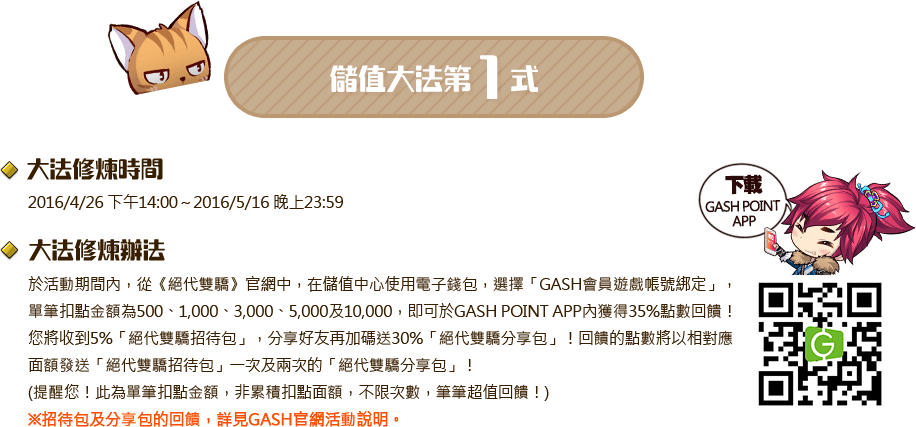 儲值大法第1式
大法修煉時間
2016/4/26 下午14:00～2016/5/16 晚上23:59
下載
GASH POINT
APP
大法修煉辦法
於活動期間內，從《絕代雙驕》官網中，在儲值中心使用電子錢包，選擇「GASH會員遊戲帳號綁定」，
單筆扣點金額為500、1,000、3,000、5,000及10,000，即可於GASH POINT APP內獲得35%點數回饋！
您將收到5%「絕代雙驕招待包」，分享好友再加碼送30%「絕代雙驕分享包」！回饋的點數將以相對應
面額發送「絕代雙驕招待包」一次及兩次的「絕代雙驕分享包」！
(提醒您！此為單筆扣點金額，非累積扣點面額，不限次數，筆筆超值回饋！)
※招待包及分享包的回饋，詳見GASH官網活動說明。